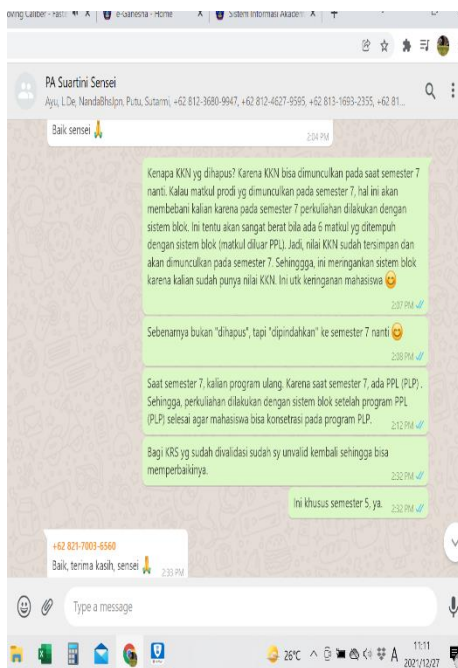 oving Caliber - Faste
e-Ganesha - Home
Sistem Informasi Akadem
PA Suartini Sensei
Ayu, L.De, NandaBhsJpn, Putu, Sutarmi, +62 812-3680-9947, +62 812-4627-9595, +62 813-1693-2355, +62 81...
Baik sensei 🙏
2:04 PM
Kenapa KKN yg dihapus? Karena KKN bisa dimunculkan pada saat semester 7
nanti. Kalau matkul prodi yg dimunculkan pada semester 7, hal ini akan
membebani kalian karena pada semester 7 perkuliahan dilakukan dengan
sistem blok. Ini tentu akan sangat berat bila ada 6 matkul yg ditempuh
dengan sistem blok (matkul diluar PPL). Jadi, nilai KKN sudah tersimpan dan
akan dimunculkan pada semester 7. Sehinggga, ini meringankan sistem blok
karena kalian sudah punya nilai KKN. Ini utk keringanan mahasiswa 😊
2:07 PM
Sebenarnya bukan "dihapus", tapi "dipindahkan" ke semester 7 nanti 😊
2:08 PM
Saat semester 7, kalian program ulang. Karena saat semester 7, ada PPL (PLP) .
Sehingga, perkuliahan dilakukan dengan sistem blok setelah program PPL
(PLP) selesai agar mahasiswa bisa konsetrasi pada program PLP.
2:12 PM
Bagi KRS yg sudah divalidasi sudah sy unvalid kembali sehingga bisa
memperbaikinya.
2:32 PM
Ini khusus semester 5, ya.
2:32 PM
+62 821-7003-6560
Baik, terima kasih, sensei 🙏
2:33 PM
Type a message
26°C
11:11
2021/12/27